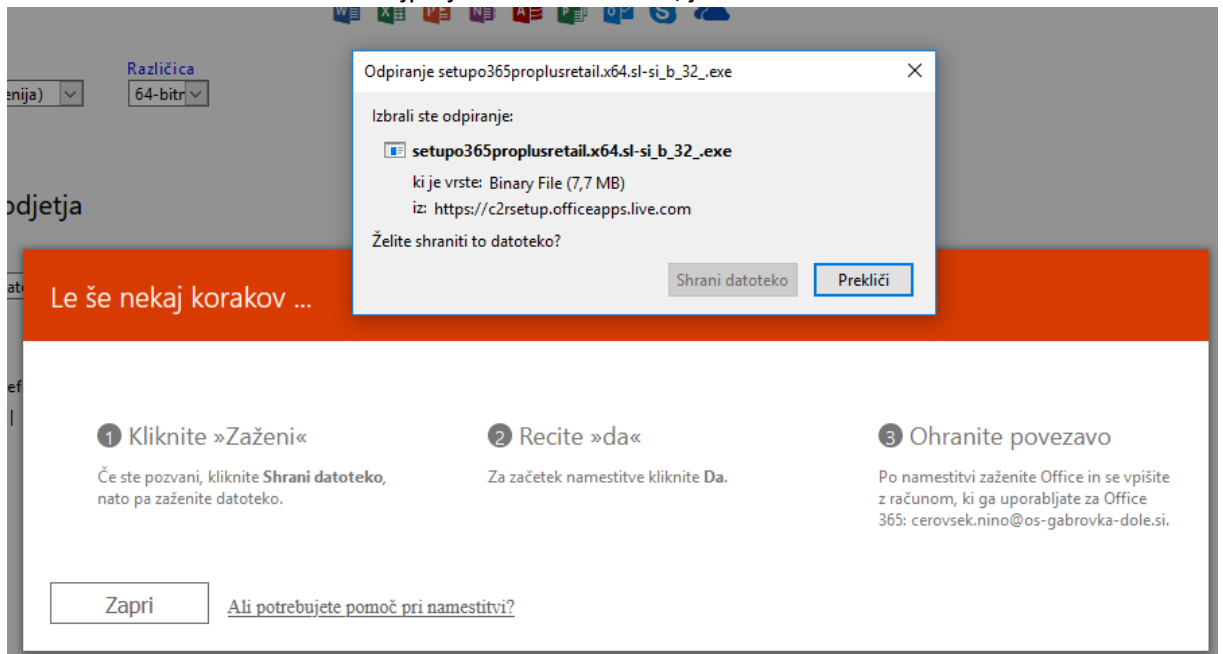 Različica
enija)
64-bitr
odjetja
Odpiranje setupo365proplusretail.x64.sl-si_b_32_.exe
Izbrali ste odpiranje:
setupo365proplusretail.x64.sl-si_b_32_.exe
ki je vrste: Binary File (7,7 MB)
iz: https://c2rsetup.officeapps.live.com
Želite shraniti to datoteko?
Shrani datoteko
Prekliči
Le še nekaj korakov ...
1 Kliknite »Zaženi«
Če ste pozvani, kliknite Shrani datoteko,
nato pa zaženite datoteko.
2 Recite »da«
Za začetek namestitve kliknite Da.
3 Ohranite povezavo
Po namestitvi zaženite Office in se vpišite
z računom, ki ga uporabljate za Office
365: cerovsek.nino@os-gabrovka-dole.si.
Zapri
Ali potrebujete pomoč pri namestitvi?